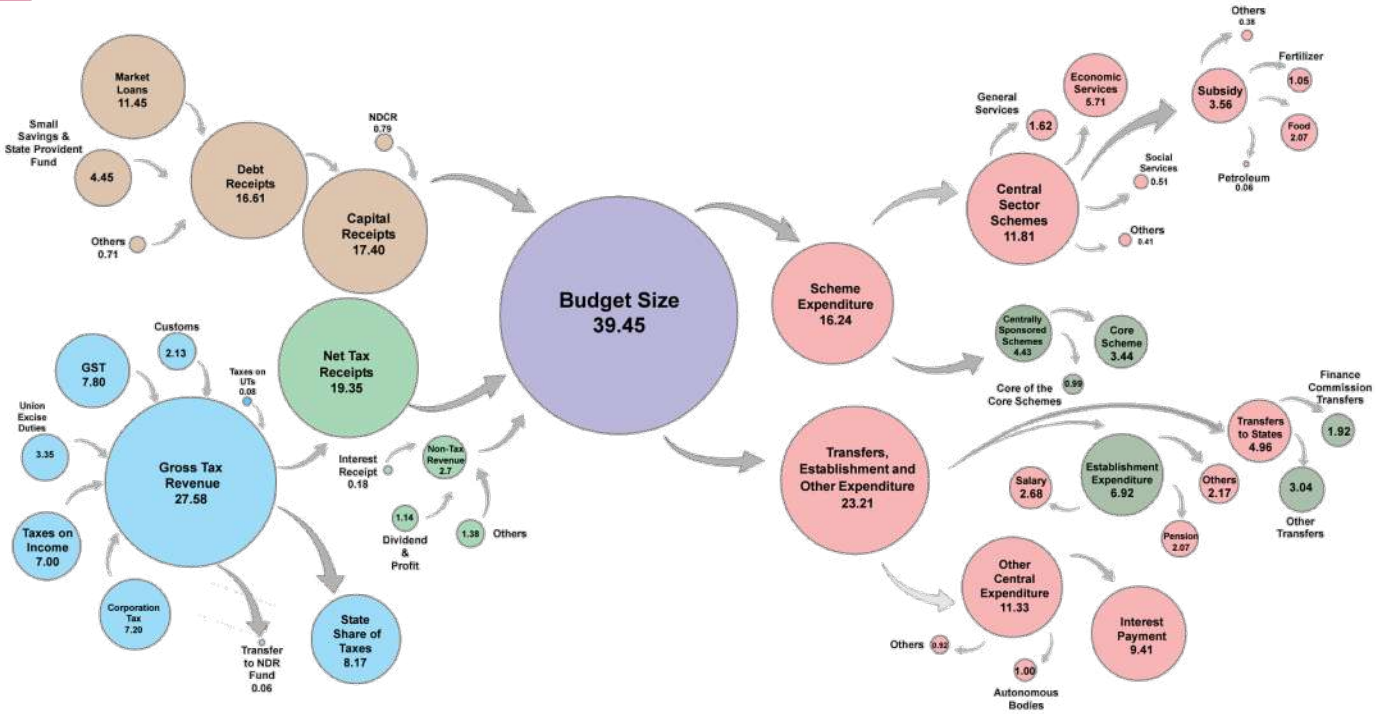 Market
Loans
11.45
Small
Savings &
State Provident
Fund
4.45
Others
0.71
Debt
Receipts
16.61
NDCR
0.79
Capital
Receipts
17.40
GST
7.80
Customs
2.13
Taxes on
UTs
0.08
Union
Excise
Duties
3.35
Taxes on
Income
7.00
Corporation
Tax
7.20
Gross Tax
Revenue
27.58
Transfer
to NDR
Fund
0.06
State
Share of
Taxes
8.17
Net Tax
Receipts
19.35
Interest
Receipt
0.18
Non-Tax
Revenue
2.7
1.14
Dividend
&
Profit
1.38
Others
Budget Size
39.45
Scheme
Expenditure
16.24
Central
Sector
Schemes
11.81
General
Services
1.62
Economic
Services
5.71
Social
Services
0.51
Others
0.41
Subsidy
3.56
Others
0.38
Fertilizer
1.05
Food
2.07
Petroleum
0.06
Centrally
Sponsored
Schemes
4.43
Core
Scheme
3.44
0.99
Core of the
Core Schemes
Transfers,
Establishment and
Other Expenditure
23.21
Transfers
to States
4.96
Finance
Commission
Transfers
1.92
3.04
Other
Transfers
Establishment
Expenditure
6.92
Salary
2.68
Others
2.17
Pension
2.07
Other
Central
Expenditure
11.33
Interest
Payment
9.41
Others
0.92
1.00
Autonomous
Bodies